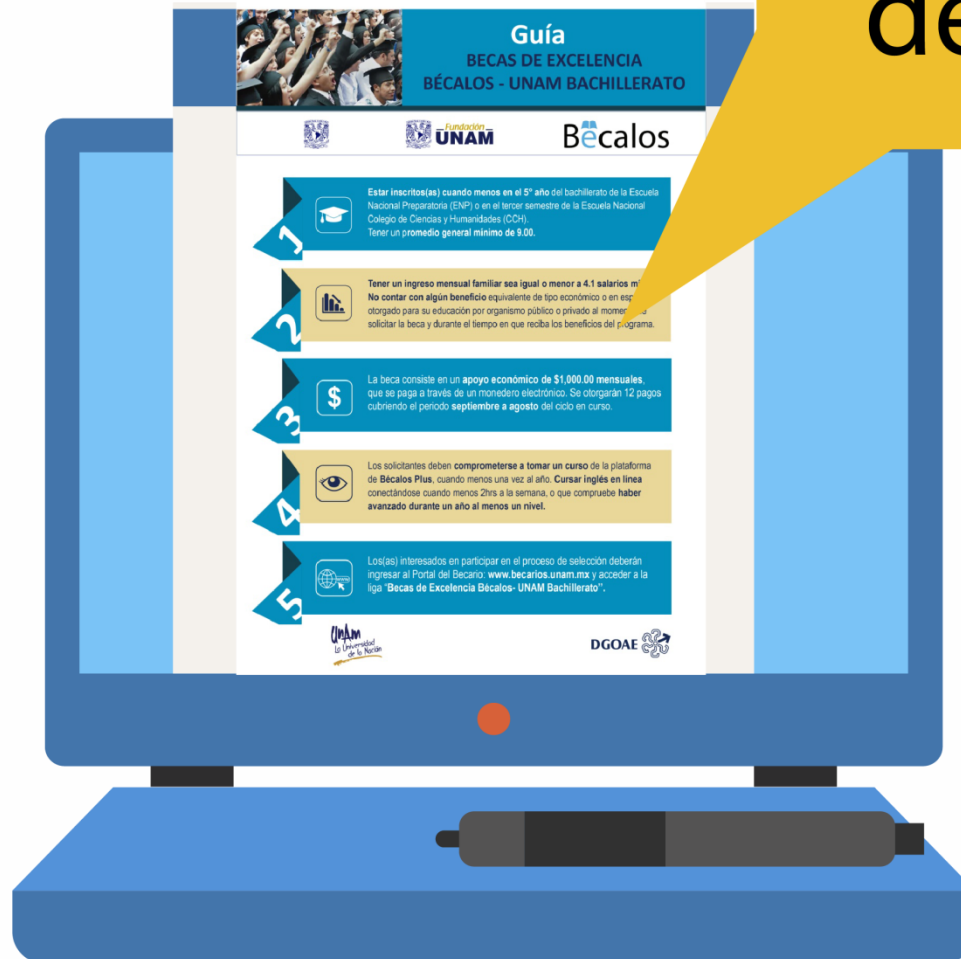 de
Guía
BECAS DE EXCELENCIA
BÉCALOS - UNAM BACHILLERATO
Fundación
UNAM
Bécalos
1
Estar inscritos(as) cuando menos en el 5° año del bachillerato de la Escuela
Nacional Preparatoria (ENP) o en el tercer semestre de la Escuela Nacional
Colegio de Ciencias y Humanidades (CCH).
Tener un promedio general mínimo de 9.00.
2
Tener un ingreso mensual familiar sea igual o menor a 4.1 salarios
No contar con algún beneficio equivalente de tipo económico o en
otorgado para su educación por organismo público o privado al
solicitar la beca y durante el tiempo en que reciba los beneficios del programa.
3
$
La beca consiste en un apoyo económico de $1,000.00 mensuales,
que se paga a través de un monedero electrónico. Se otorgarán 12 pagos
cubriendo el periodo septiembre a agosto del ciclo en curso.
4
Los solicitantes deben comprometerse a tomar un curso de la plataforma
de Bécalos Plus, cuando menos una vez al año. Cursar inglés en línea
conectándose cuando menos 2hrs a la semana, o que compruebe haber
avanzado durante un año al menos un nivel.
5
Los(as) interesados en participar en el proceso de selección deberán
ingresar al Portal del Becario: www.becarios.unam.mx y acceder a la
liga "Becas de Excelencia Bécalos- UNAM Bachillerato".
UNAM
La Universidad
de la Nación
DGOAE